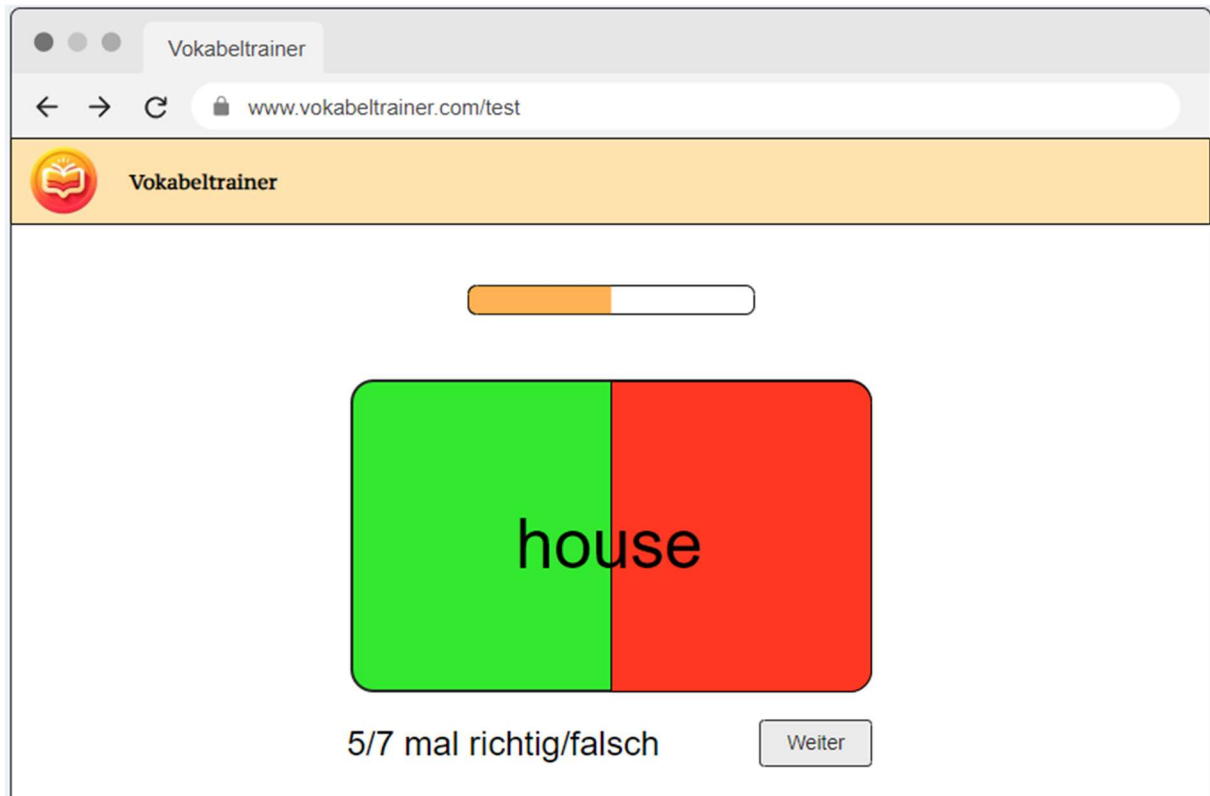 Vokabeltrainer
www.vokabeltrainer.com/test
Vokabeltrainer
house
5/7 mal richtig/falsch
Weiter